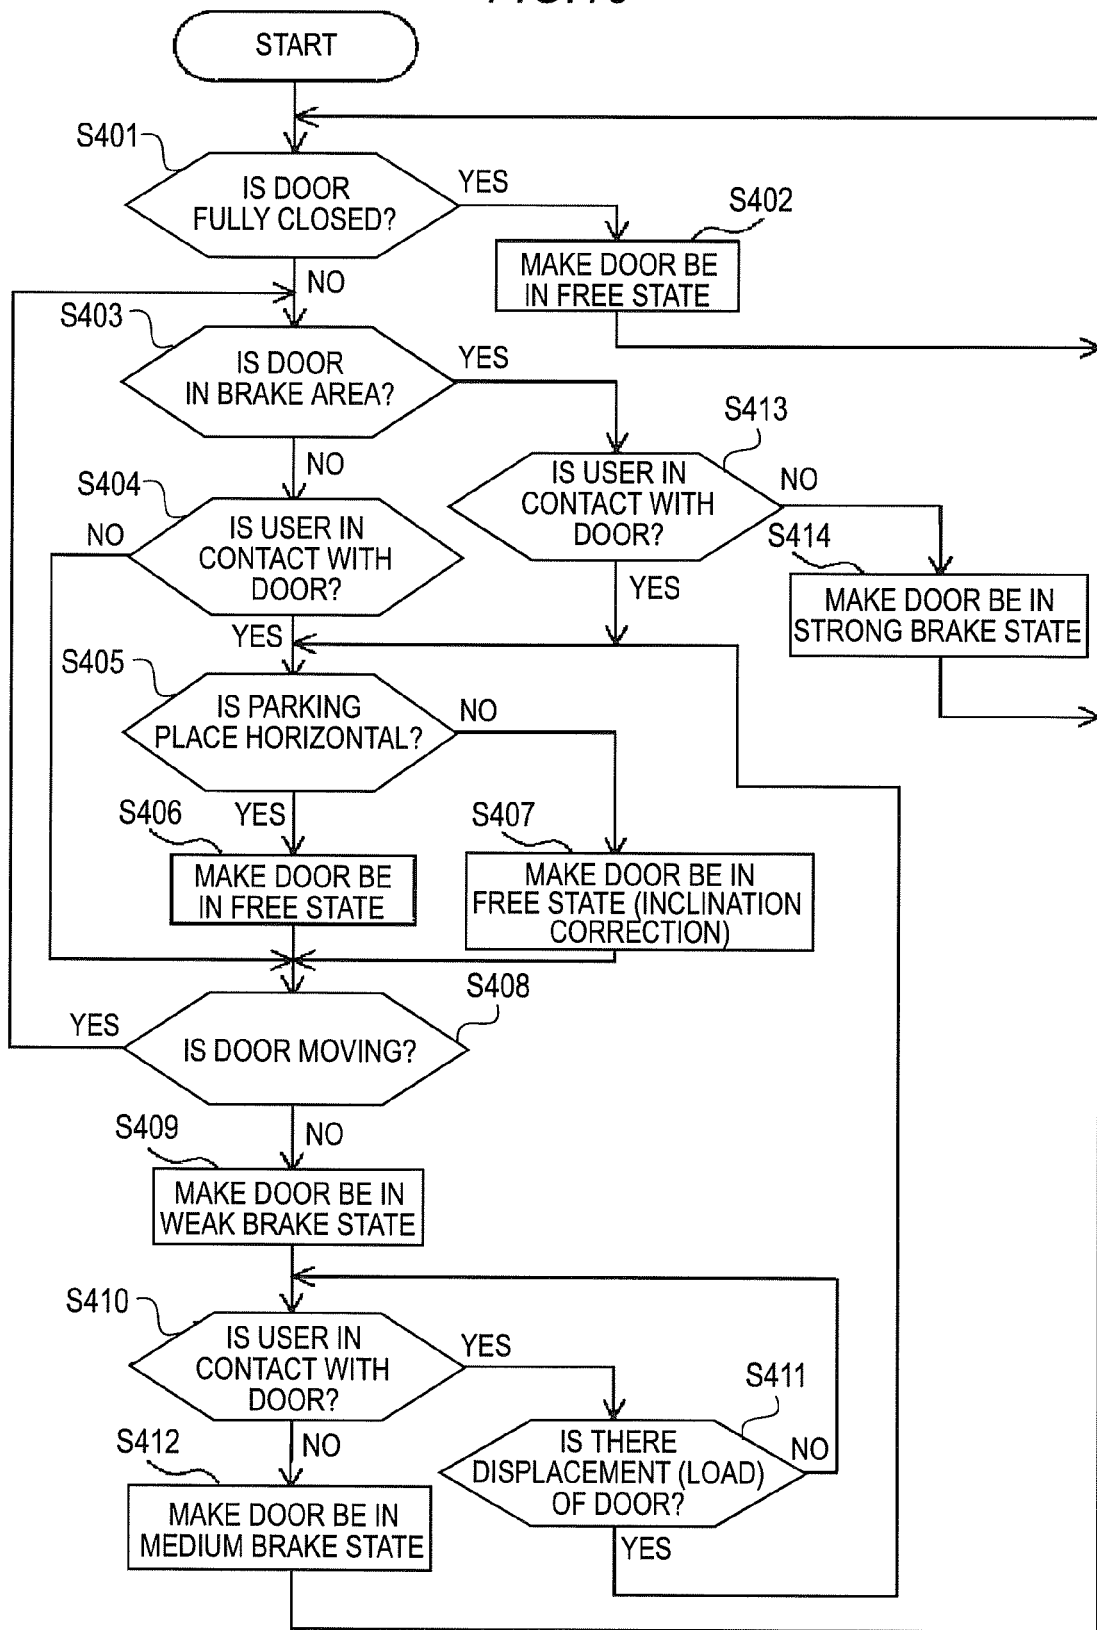 START
S401
IS DOOR
FULLY CLOSED?
YES
NO
S402
MAKE DOOR BE
IN FREE STATE
S403
IS DOOR
IN BRAKE AREA?
YES
NO
S413
IS USER IN
CONTACT WITH
DOOR?
NO
YES
S414
MAKE DOOR BE IN
STRONG BRAKE STATE
S404
NO
IS USER IN
CONTACT WITH
DOOR?
YES
S405
IS PARKING
PLACE HORIZONTAL?
NO
YES
S406
MAKE DOOR BE
IN FREE STATE
S407
MAKE DOOR BE IN
FREE STATE (INCLINATION
CORRECTION)
S408
YES
IS DOOR MOVING?
NO
S409
MAKE DOOR BE IN
WEAK BRAKE STATE
S410
IS USER IN
CONTACT WITH
DOOR?
YES
NO
S411
IS THERE
DISPLACEMENT (LOAD)
OF DOOR?
NO
YES
S412
MAKE DOOR BE IN
MEDIUM BRAKE STATE